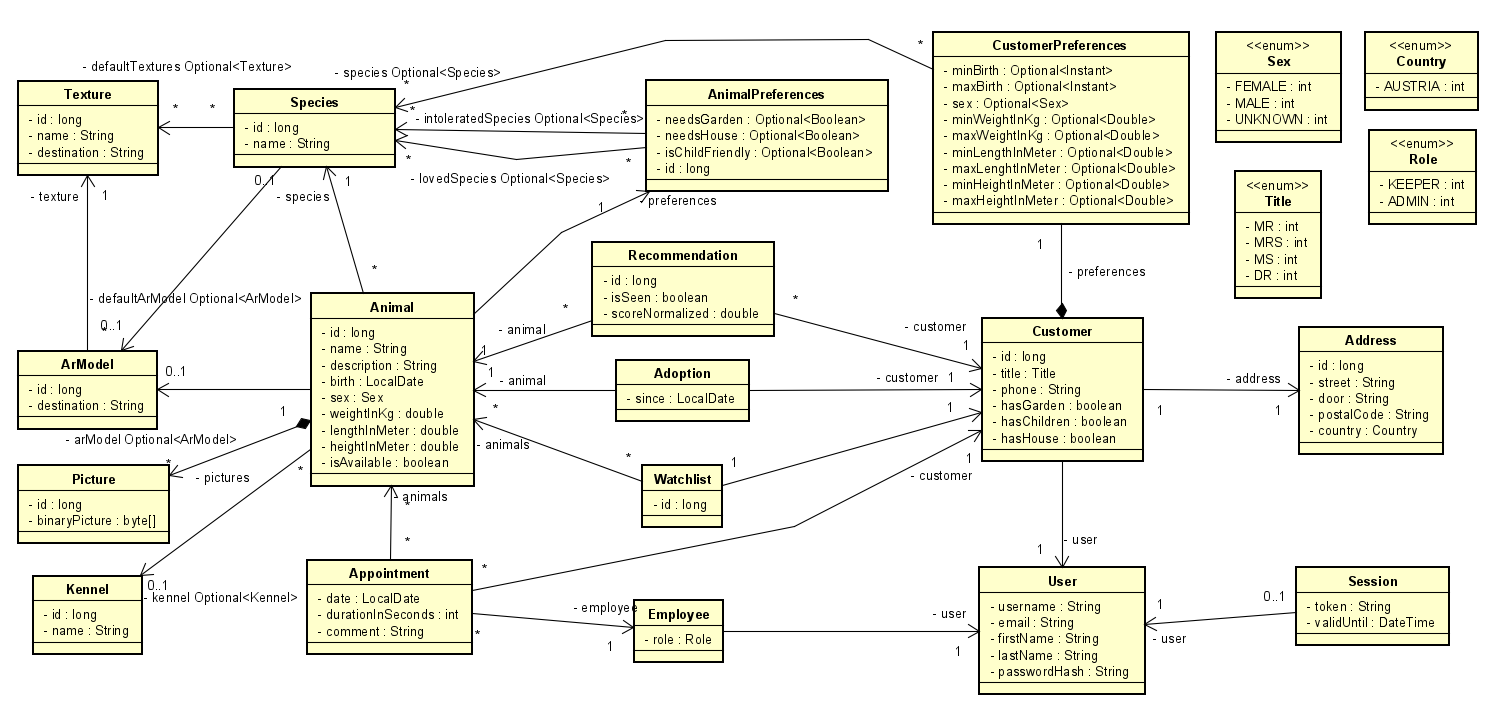 Texture
- id : long
- name : String
- destination : String
- defaultTextures Optional<Texture>
*
*
Species
- id : long
- name : String
- species Optional<Species>
*
*
AnimalPreferences
- needsGarden : Optional<Boolean>
- needsHouse : Optional<Boolean>
- isChildFriendly : Optional<Boolean>
- id : long
- intoleratedSpecies Optional<Species>
*
*
- lovedSpecies Optional<Species>
*
*
CustomerPreferences
- minBirth : Optional<Instant>
- maxBirth : Optional<Instant>
- sex : Optional<Sex>
- minWeightInKg : Optional<Double>
- maxWeightInKg : Optional<Double>
- minLengthInMeter : Optional<Double>
- maxLenghtInMeter : Optional<Double>
- minHeightInMeter : Optional<Double>
- maxHeightInMeter : Optional<Double>
<<enum>>
Sex
- FEMALE : int
- MALE : int
- UNKNOWN : int
<<enum>>
Country
- AUSTRIA : int
<<enum>>
Role
- KEEPER : int
- ADMIN : int
<<enum>>
Title
- MR : int
- MRS : int
- MS : int
- DR : int
- texture
1
*
0..1
- defaultArModel Optional<ArModel>
0..1
- species
1
*
1
- preferences
1
- preferences
Recommendation
- id : long
- isSeen : boolean
- scoreNormalized : double
*
- animal
1
*
- customer
1
Animal
- id : long
- name : String
- description : String
- birth : LocalDate
- sex : Sex
- weightInKg : double
- lengthInMeter : double
- heightInMeter : double
- isAvailable : boolean
ArModel
- id : long
- destination : String
0..1
- arModel Optional<ArModel>
1
*
- pictures
Picture
- id : long
- binaryPicture : byte[]
Kennel
- id : long
- name : String
*
0..1
- kennel Optional<Kennel>
Adoption
- since : LocalDate
1
- animal
- customer
1
Watchlist
- id : long
*
- animals
*
1
1
Customer
- id : long
- title : Title
- phone : String
- hasGarden : boolean
- hasChildren : boolean
- hasHouse : boolean
Address
- id : long
- street : String
- door : String
- postalCode : String
- country : Country
- address
1
1
- customer
1
*
- animals
*
*
Appointment
- date : LocalDate
- durationInSeconds : int
- comment : String
- employee
*
1
Employee
- role : Role
- user
1
- user
1
User
- username : String
- email : String
- firstName : String
- lastName : String
- passwordHash : String
Session
- token : String
- validUntil : DateTime
0..1
1
- user